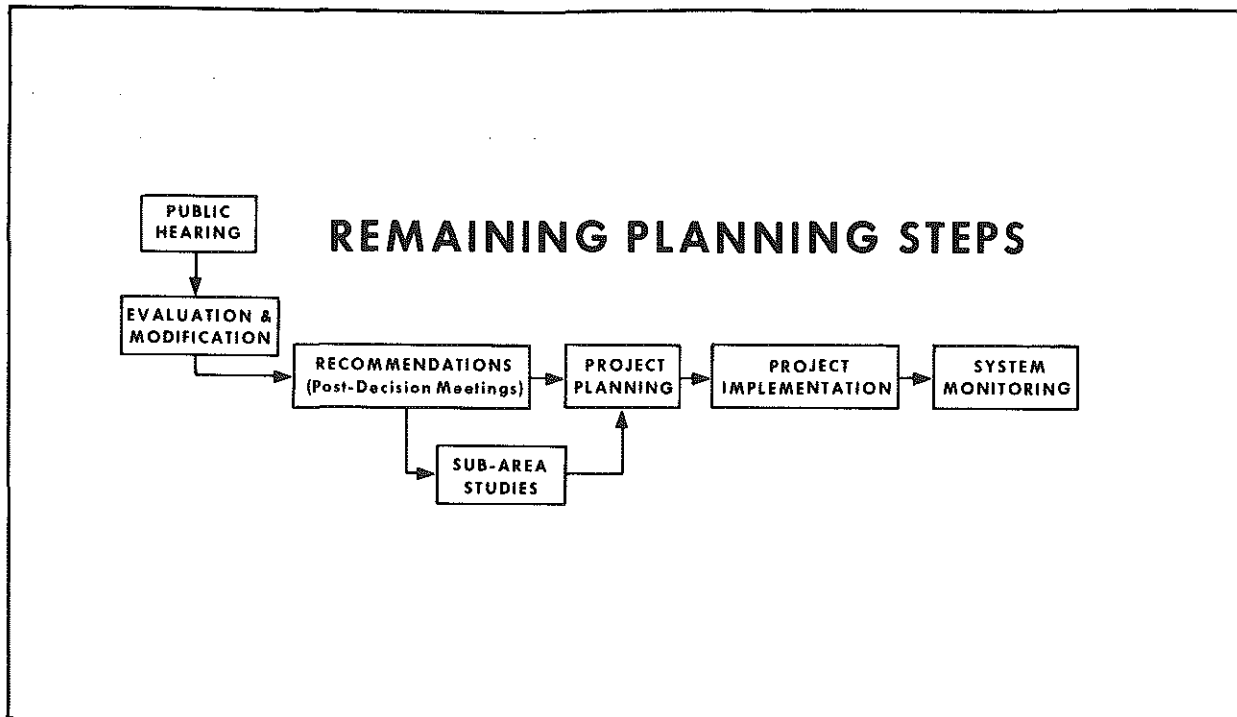 PUBLIC
HEARING
REMAINING PLANNING STEPS
EVALUATION &
MODIFICATION
RECOMMENDATIONS
(Post-Decision Meetings)
PROJECT
PLANNING
PROJECT
IMPLEMENTATION
SYSTEM
MONITORING
SUB-AREA
STUDIES